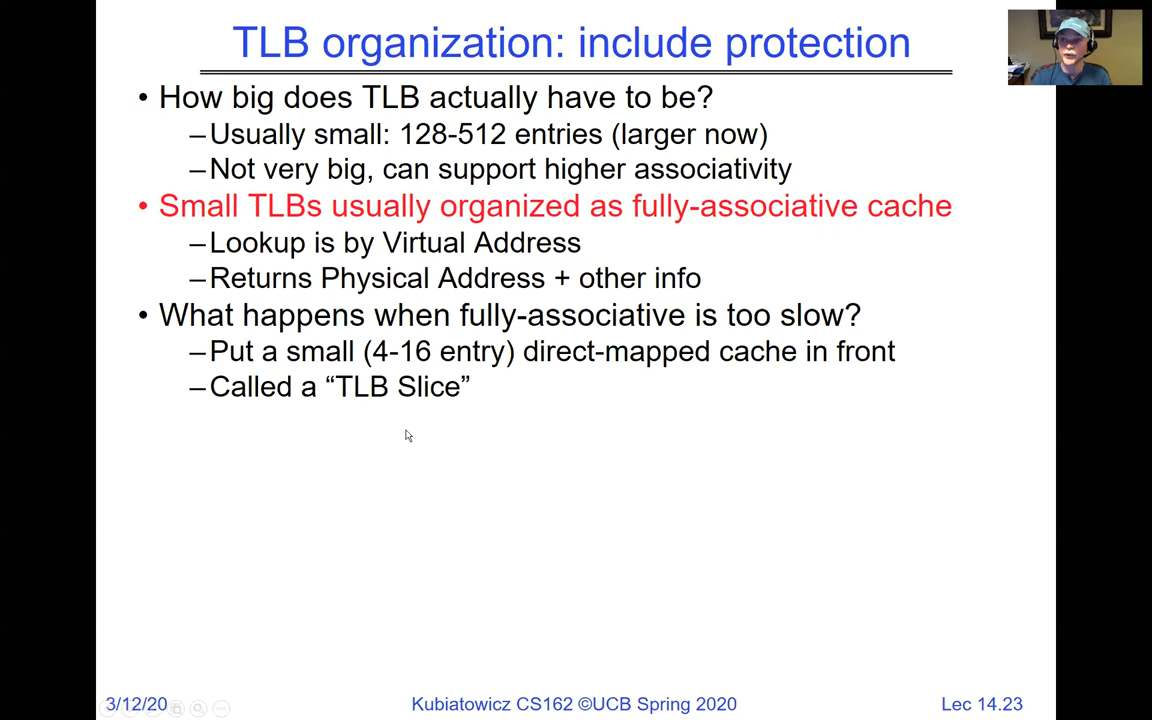 TLB organization: include protection
• How big does TLB actually have to be?
–Usually small: 128-512 entries (larger now)
–Not very big, can support higher associativity
• Small TLBs usually organized as fully-associative cache
–Lookup is by Virtual Address
–Returns Physical Address + other info
• What happens when fully-associative is too slow?
–Put a small (4-16 entry) direct-mapped cache in front
–Called a “TLB Slice”
3/12/20
Kubiatowicz CS162 ©UCB Spring 2020
Lec 14.23